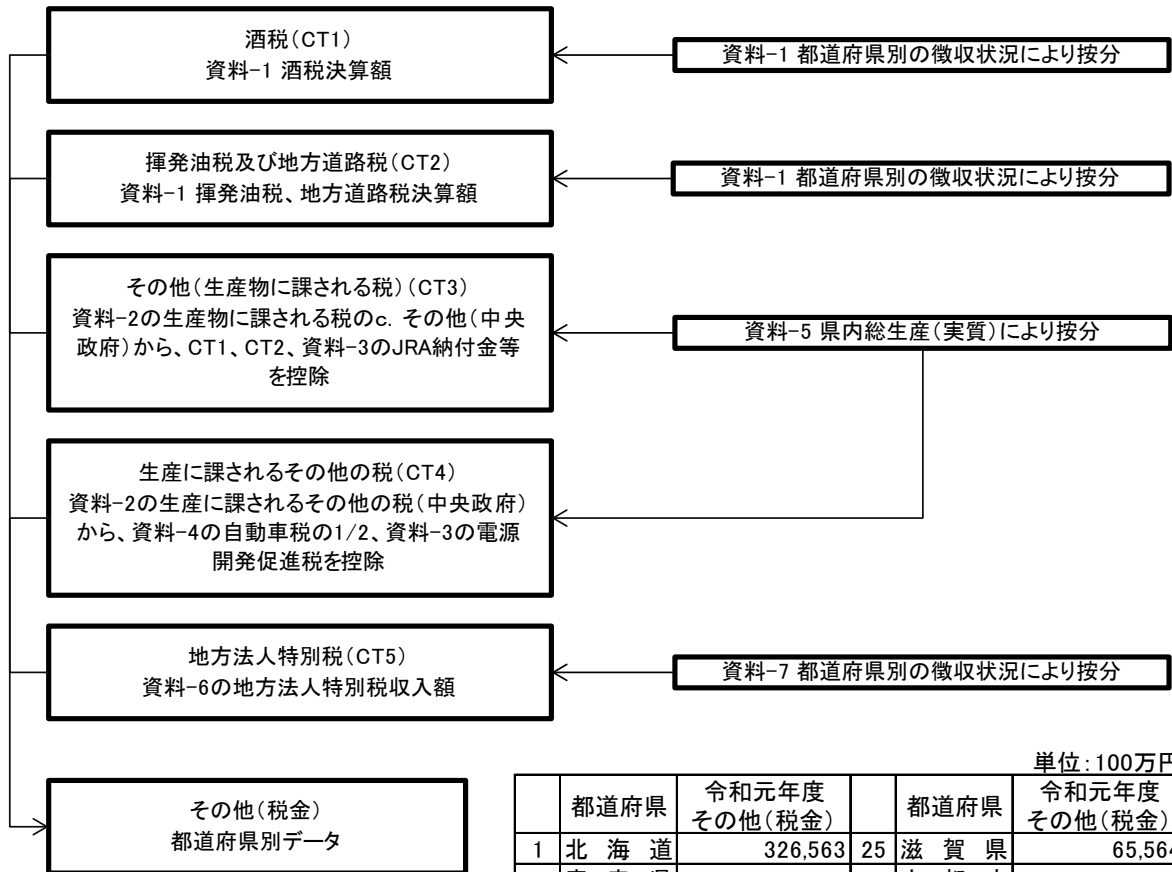 酒税(CT1)
資料-1 酒税決算額
資料-1 都道府県別の徴収状況により按分
揮発油税及び地方道路税(CT2)
資料-1 揮発油税、地方道路税決算額
資料-1 都道府県別の徴収状況により按分
その他(生産物に課される税)(CT3)
資料-2の生産物に課される税のc. その他(中央
政府)から、CT1、CT2、資料-3のJRA納付金等
を控除
資料-5 県内総生産(実質)により按分
生産に課されるその他の税(CT4)
資料-2の生産に課されるその他の税(中央政府)
から、資料-4の自動車税の1/2、資料-3の電源
開発促進税を控除
地方法人特別税(CT5)
資料-6の地方法人特別税収入額
資料-7 都道府県別の徴収状況により按分
その他(税金)
都道府県別データ
単位:100万円
都道府県 令和元年度 その他(税金) 都道府県 令和元年度 その他(税金)
1 北海道 326,563 25 滋賀県 65,564